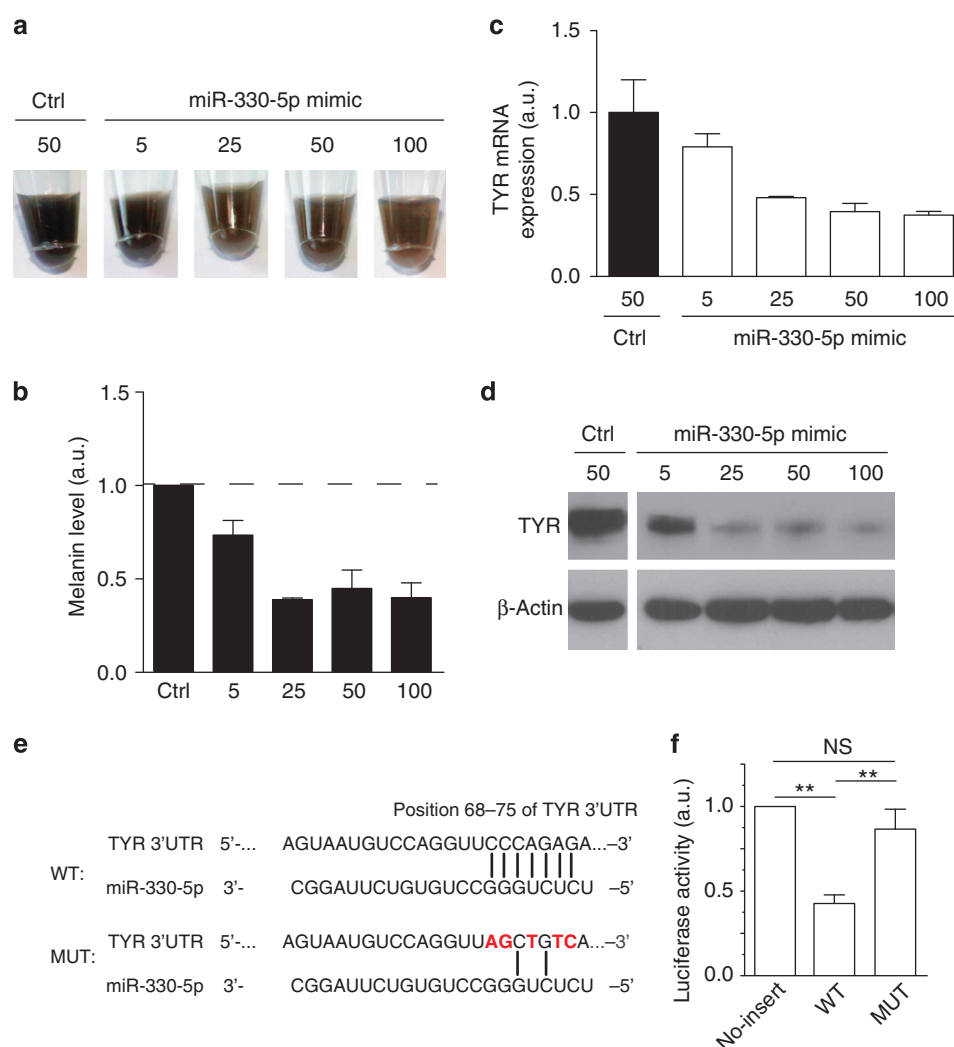 a
Ctrl miR-330-5p mimic
50 5 25 50 100
b
Melanin level (a.u.)
1.5
1.0
0.5
0.0
Ctrl 5 25 50 100
c
TYR mRNA
expression (a.u.)
1.5
1.0
0.5
0.0
50 5 25 50 100
Ctrl miR-330-5p mimic
d
Ctrl miR-330-5p mimic
50 5 25 50 100
TYR
β-Actin
e
Position 68–75 of TYR 3'UTR
WT:
TYR 3'UTR 5'-... AGUAAUGUCCAGGUUCCCAGAGA...–3'
miR-330-5p 3'- CGGAUUCUGUGUCCGGGUCUCU –5'
MUT:
TYR 3'UTR 5'-... AGUAAUGUCCAGGUUAGCTGTCA...–3'
miR-330-5p 3'- CGGAUUCUGUGUCCGGGUCUCU –5'
f
Luciferase activity (a.u.)
NS
** **
1.0
0.5
0.0
No-insert WT MUT